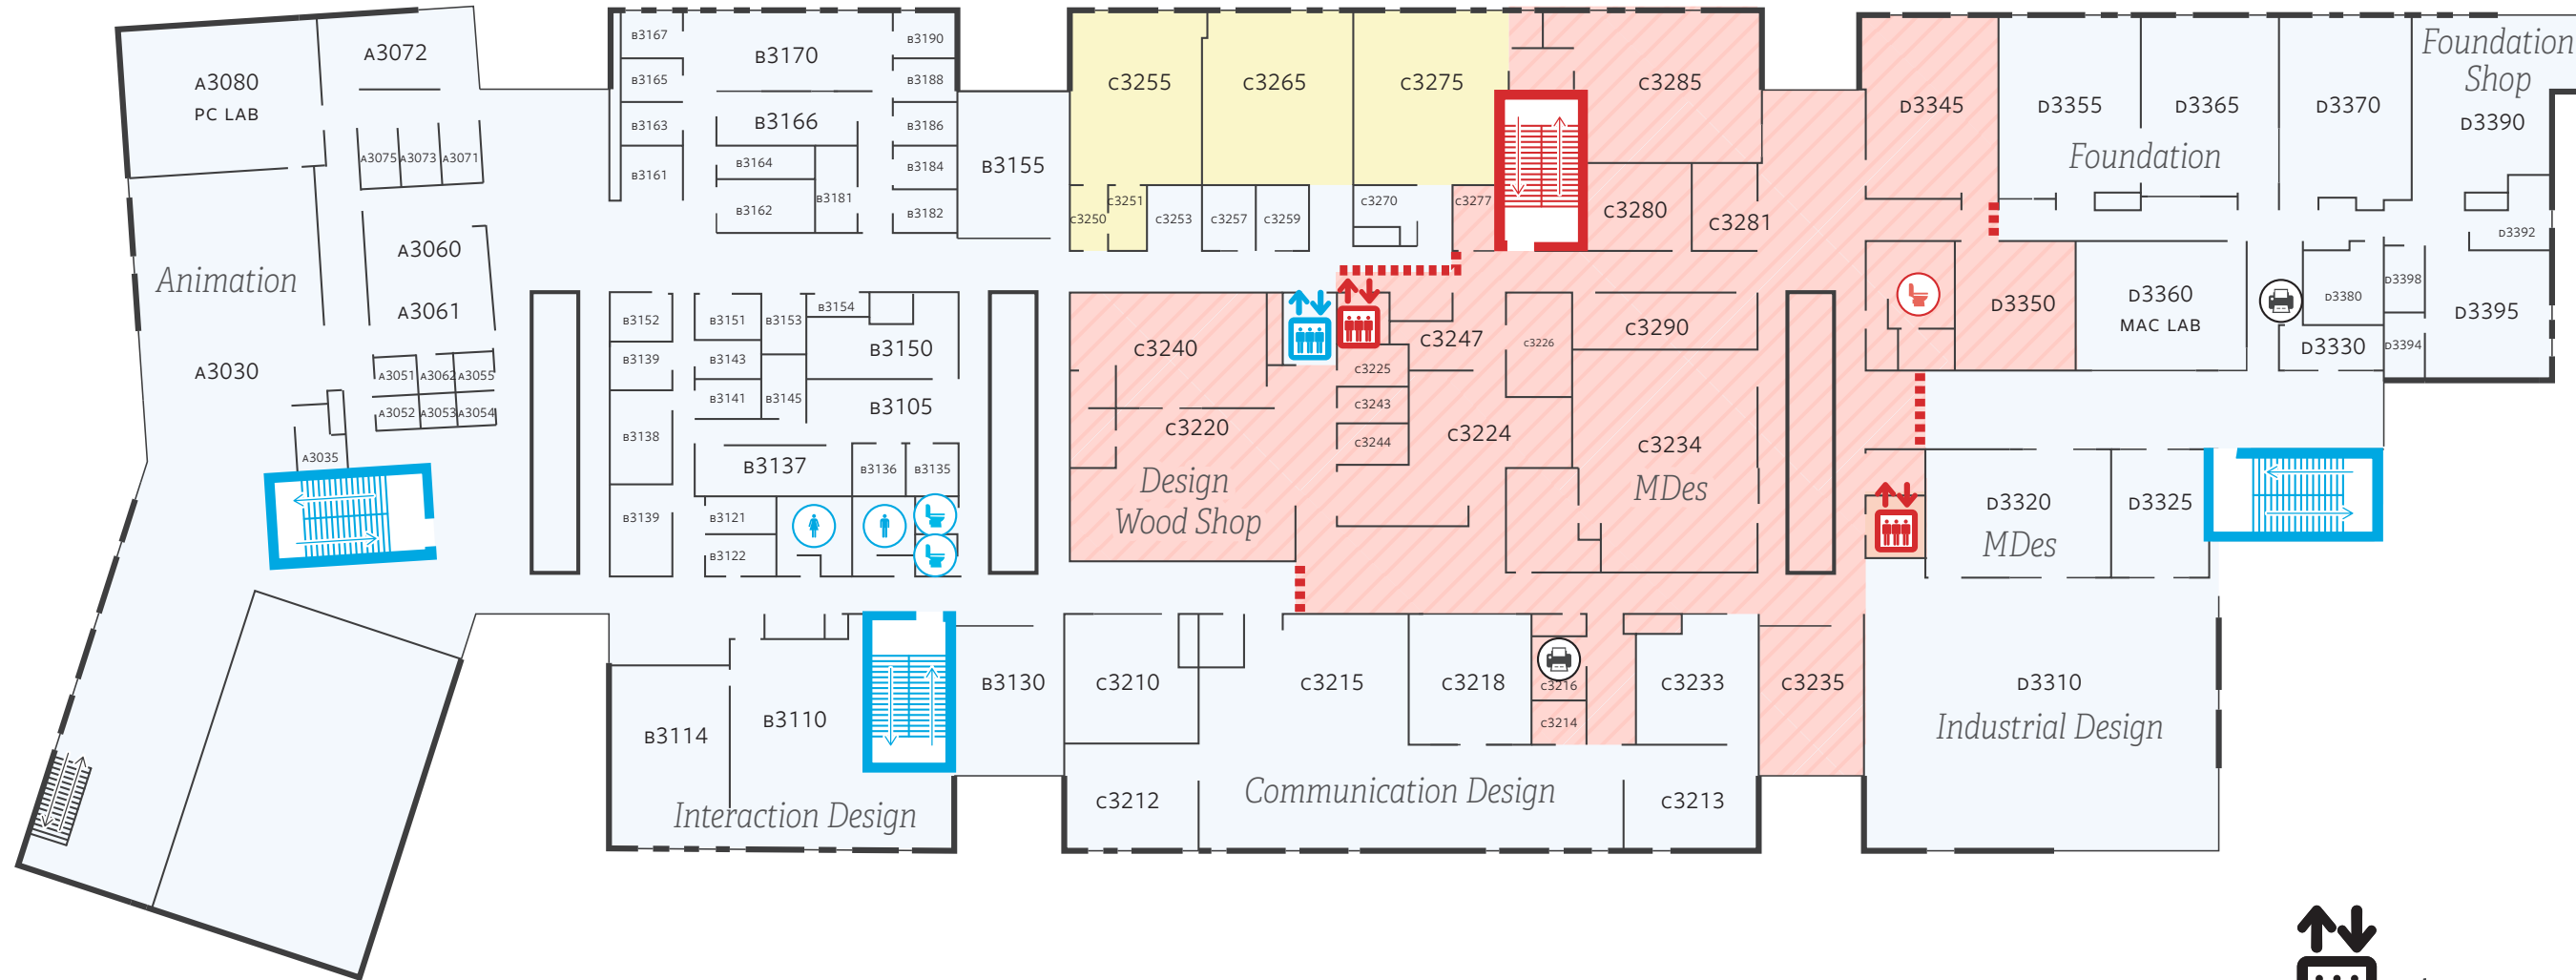 A3080
PC LAB
A3072
A3075
A3073
A3071
Animation
A3060
A3061
A3030
A3051
A3062
A3055
A3052
A3053
A3054
A3035
B3167
B3165
B3163
B3161
B3170
B3166
B3164
B3162
B3181
B3190
B3188
B3186
B3184
B3182
B3155
B3152
B3139
B3138
B3139
B3151
B3143
B3141
B3153
B3145
B3154
B3150
B3105
B3137
B3136
B3135
B3121
B3122
B3114
B3110
Interaction Design
B3130
C3255
C3265
C3275
C3285
C3250
C3251
C3253
C3257
C3259
C3270
C3277
C3280
C3281
C3240
C3220
Design
Wood Shop
C3247
C3225
C3243
C3244
C3224
C3226
C3290
C3234
MDes
C3210
C3215
C3218
C3216
C3214
C3233
C3235
C3212
Communication Design
C3213
D3345
D3355
D3365
Foundation
D3370
Foundation
Shop
D3390
D3392
D3350
D3360
MAC LAB
D3380
D3398
D3395
D3330
D3394
D3320
MDes
D3325
D3310
Industrial Design